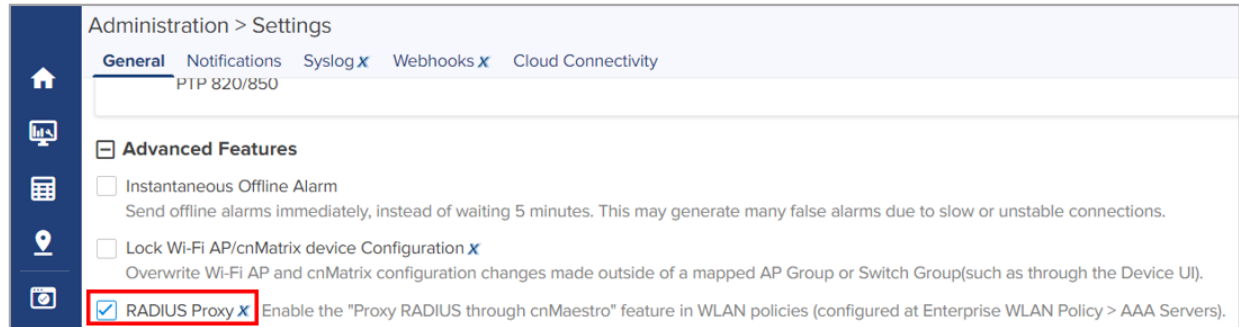 Administration > Settings
General Notifications Syslog X Webhooks X Cloud Connectivity
PTP 820/850
Advanced Features
Instantaneous Offline Alarm
Send offline alarms immediately, instead of waiting 5 minutes. This may generate many false alarms due to slow or unstable connections.
Lock Wi-Fi AP/cnMatrix device Configuration X
Overwrite Wi-Fi AP and cnMatrix configuration changes made outside of a mapped AP Group or Switch Group(such as through the Device UI).
RADIUS Proxy X Enable the "Proxy RADIUS through cnMaestro" feature in WLAN policies (configured at Enterprise WLAN Policy > AAA Servers).